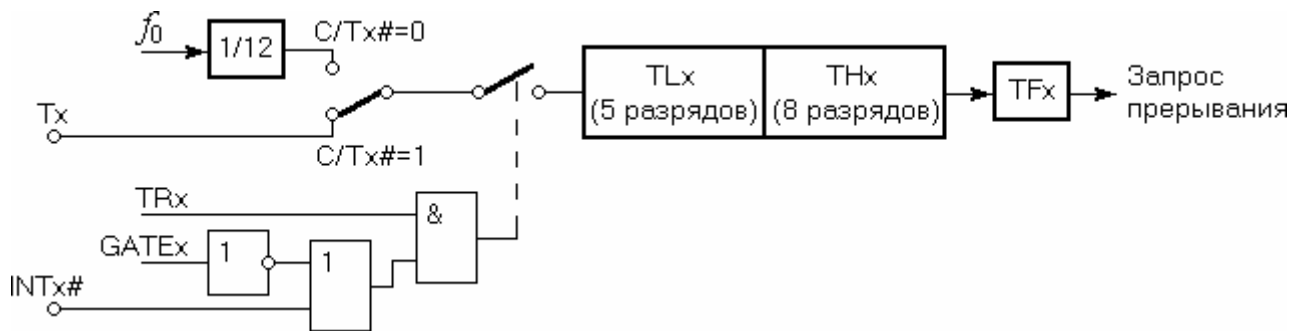 f₀
1/12
C/Tx#=0
TLx
(5 разрядов)
THx
(8 разрядов)
TFx
Запрос
прерывания
Tx
C/Tx#=1
TRx
&
GATEx
1
1
INTx#